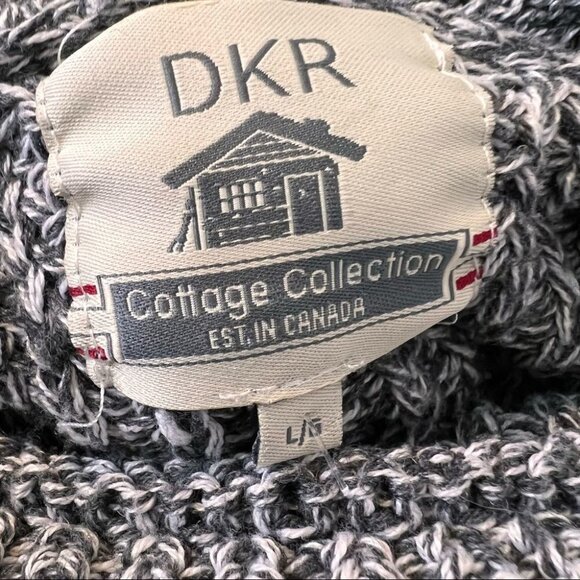 DKR
Cottage Collection
EST. IN CANADA
L/G